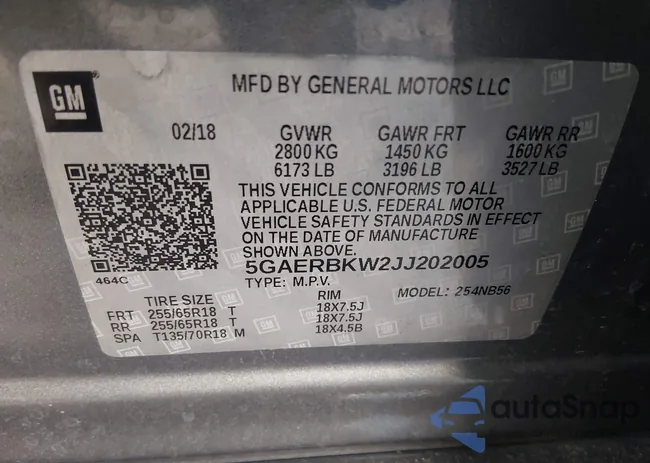 GM
MFD BY GENERAL MOTORS LLC
02/18 GVWR GAWR FRT GAWR RR
2800 KG 1450 KG 1600 KG
6173 LB 3196 LB 3527 LB
THIS VEHICLE CONFORMS TO ALL
APPLICABLE U.S. FEDERAL MOTOR
VEHICLE SAFETY STANDARDS IN EFFECT
ON THE DATE OF MANUFACTURE
SHOWN ABOVE.
464C
5GAERBKW2JJ202005
TYPE: M.P.V. MODEL: 254NB56
TIRE SIZE RIM
FRT 255/65R18 T 18X7.5J
RR 255/65R18 T 18X7.5J
SPA T135/70R18 M 18X4.5B
autoSnap